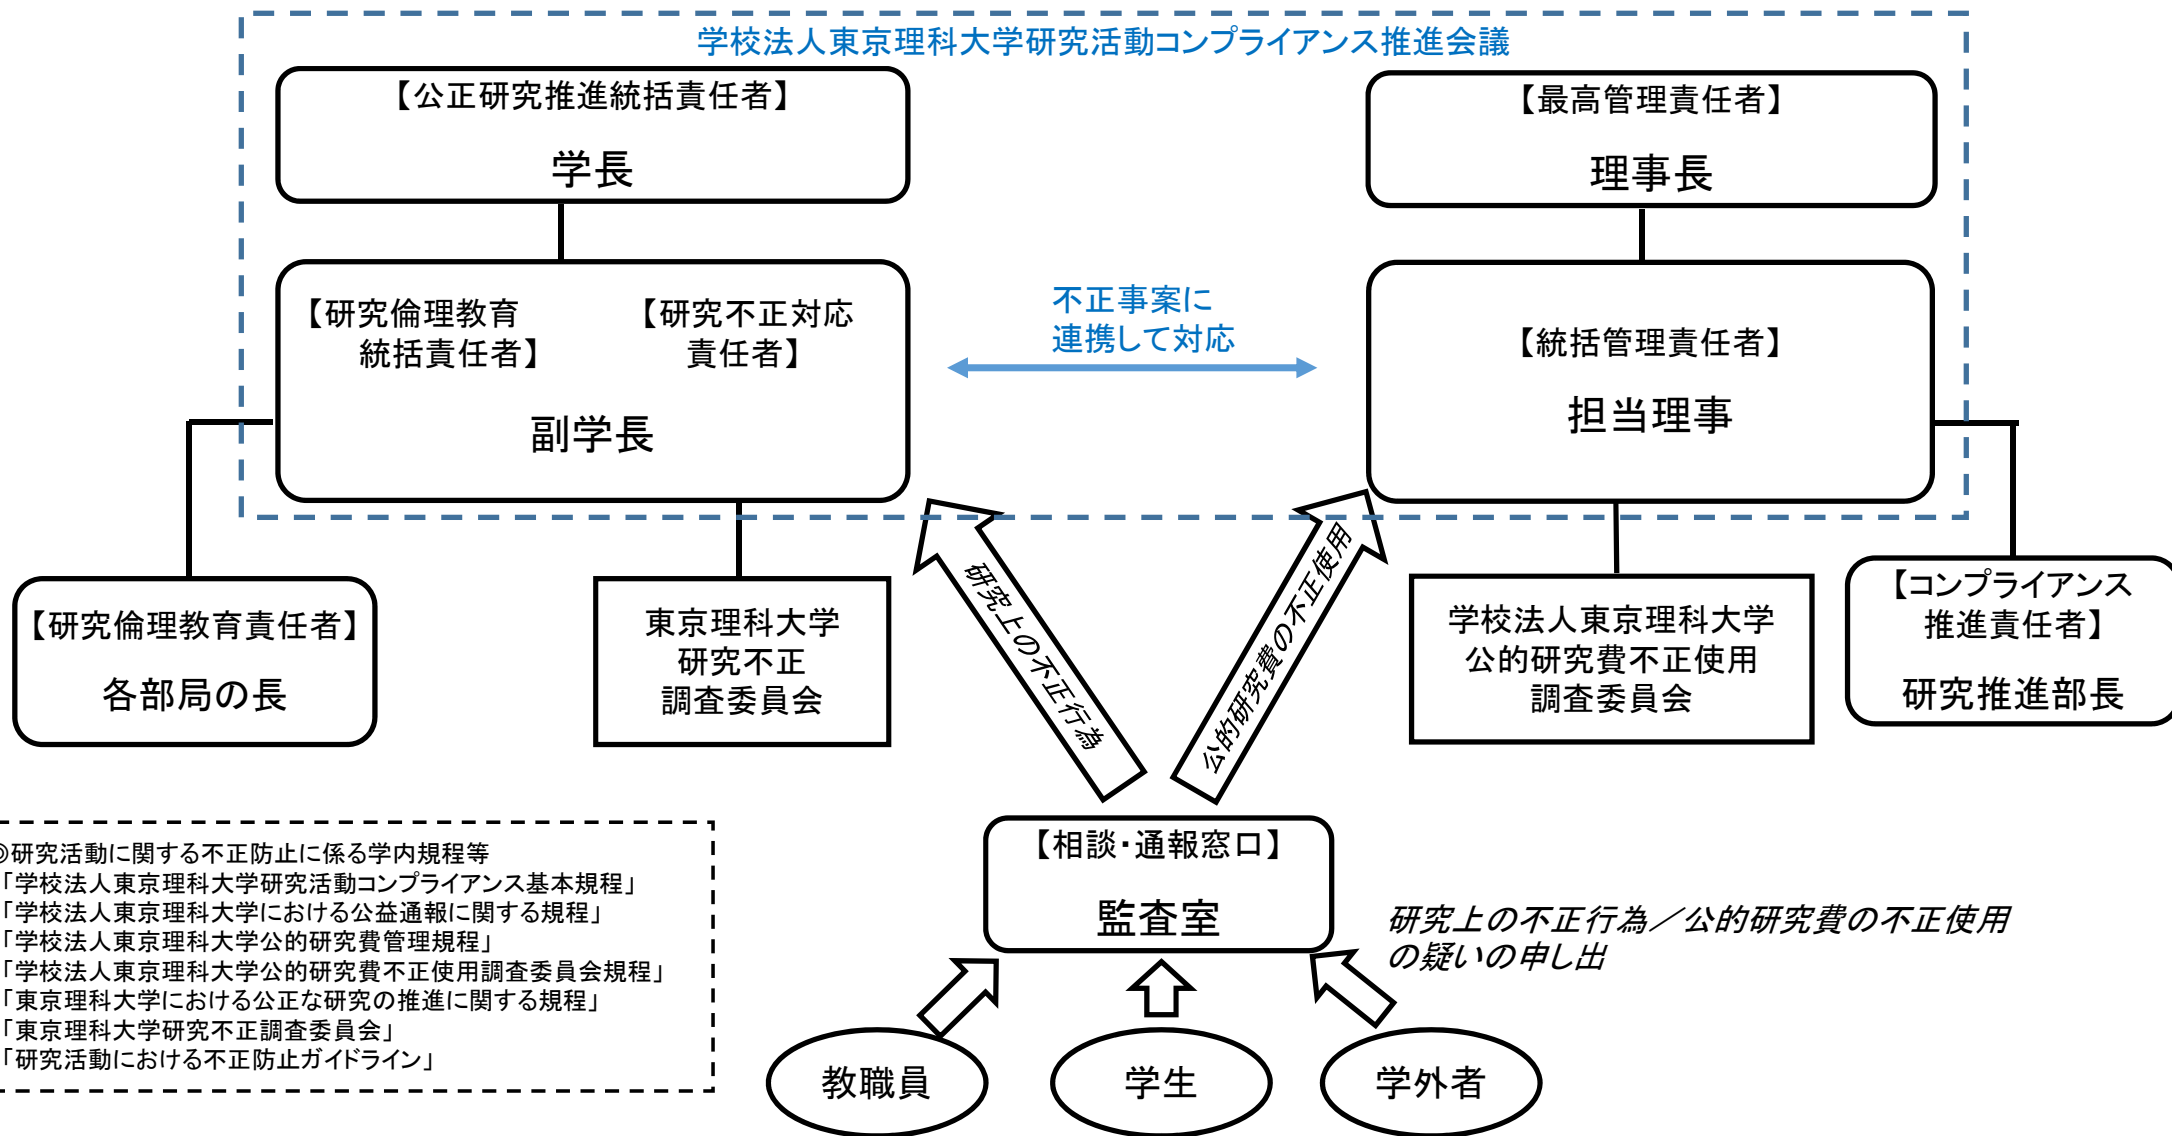 学校法人東京理科大学研究活動コンプライアンス推進会議
【公正研究推進統括責任者】
学長
【最高管理責任者】
理事長
【研究倫理教育
統括責任者】
【研究不正対応
責任者】
副学長
不正事案に
連携して対応
【統括管理責任者】
担当理事
【研究倫理教育責任者】
各部局の長
東京理科大学
研究不正
調査委員会
研究上の不正行為
公的研究費の不正使用
学校法人東京理科大学
公的研究費不正使用
調査委員会
【コンプライアンス
推進責任者】
研究推進部長
◎研究活動に関する不正防止に係る学内規程等
「学校法人東京理科大学研究活動コンプライアンス基本規程」
「学校法人東京理科大学における公益通報に関する規程」
「学校法人東京理科大学公的研究費管理規程」
「学校法人東京理科大学公的研究費不正使用調査委員会規程」
「東京理科大学における公正な研究の推進に関する規程」
「東京理科大学研究不正調査委員会」
「研究活動における不正防止ガイドライン」
【相談・通報窓口】
監査室
研究上の不正行為／公的研究費の不正使用
の疑いの申し出
教職員
学生
学外者